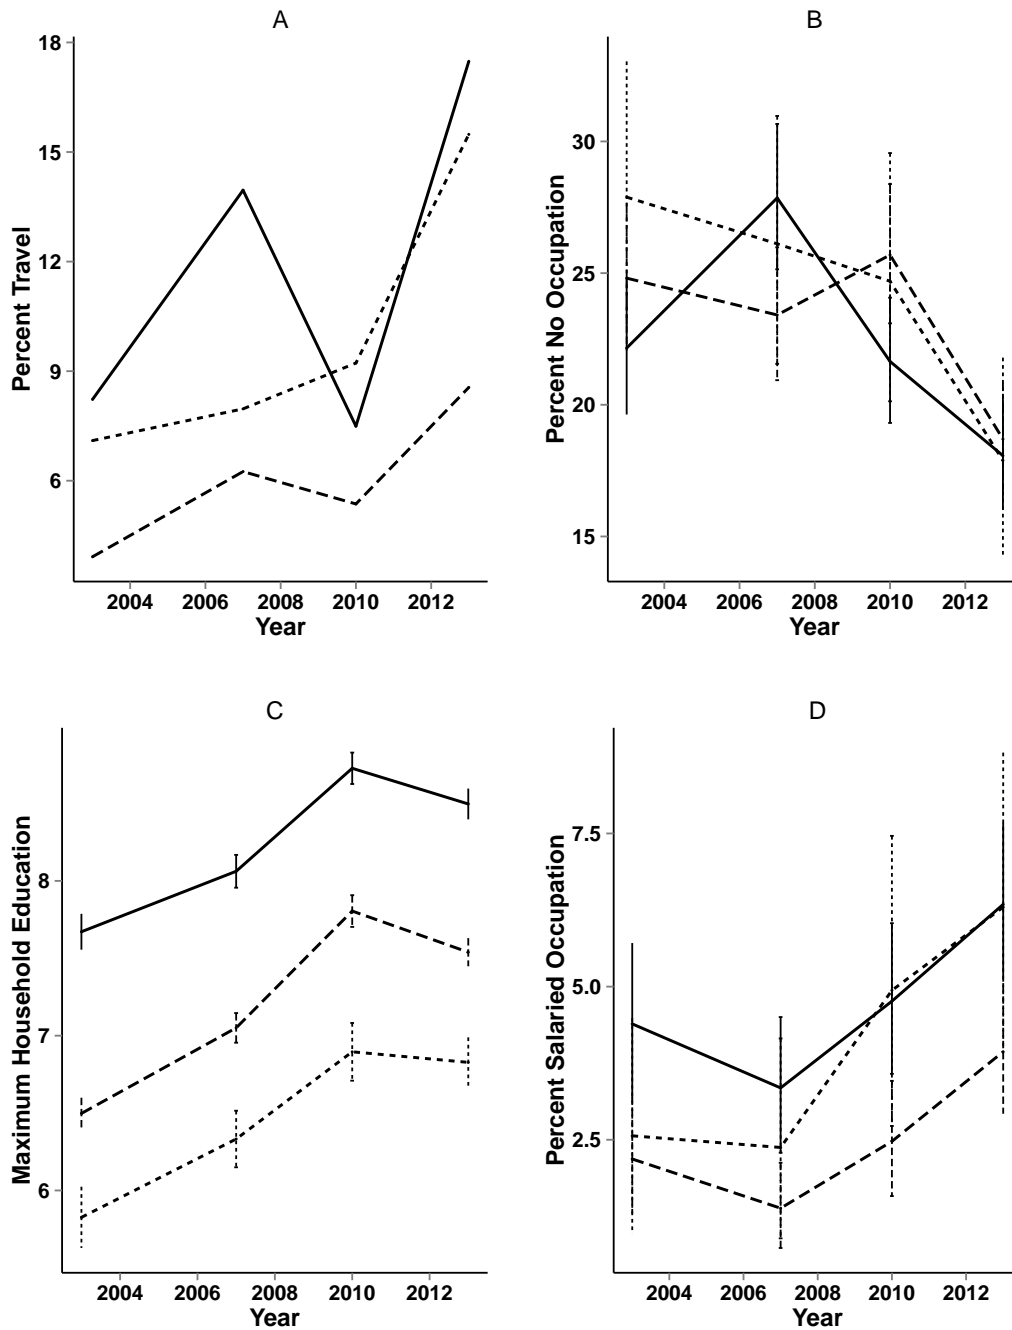 A
Percent Travel
18
15
12
9
6
2004 2006 2008 2010 2012
Year
B
Percent No Occupation
30
25
20
15
2004 2006 2008 2010 2012
Year
C
Maximum Household Education
8
7
6
2004 2006 2008 2010 2012
Year
D
Percent Salaried Occupation
7.5
5.0
2.5
2004 2006 2008 2010 2012
Year